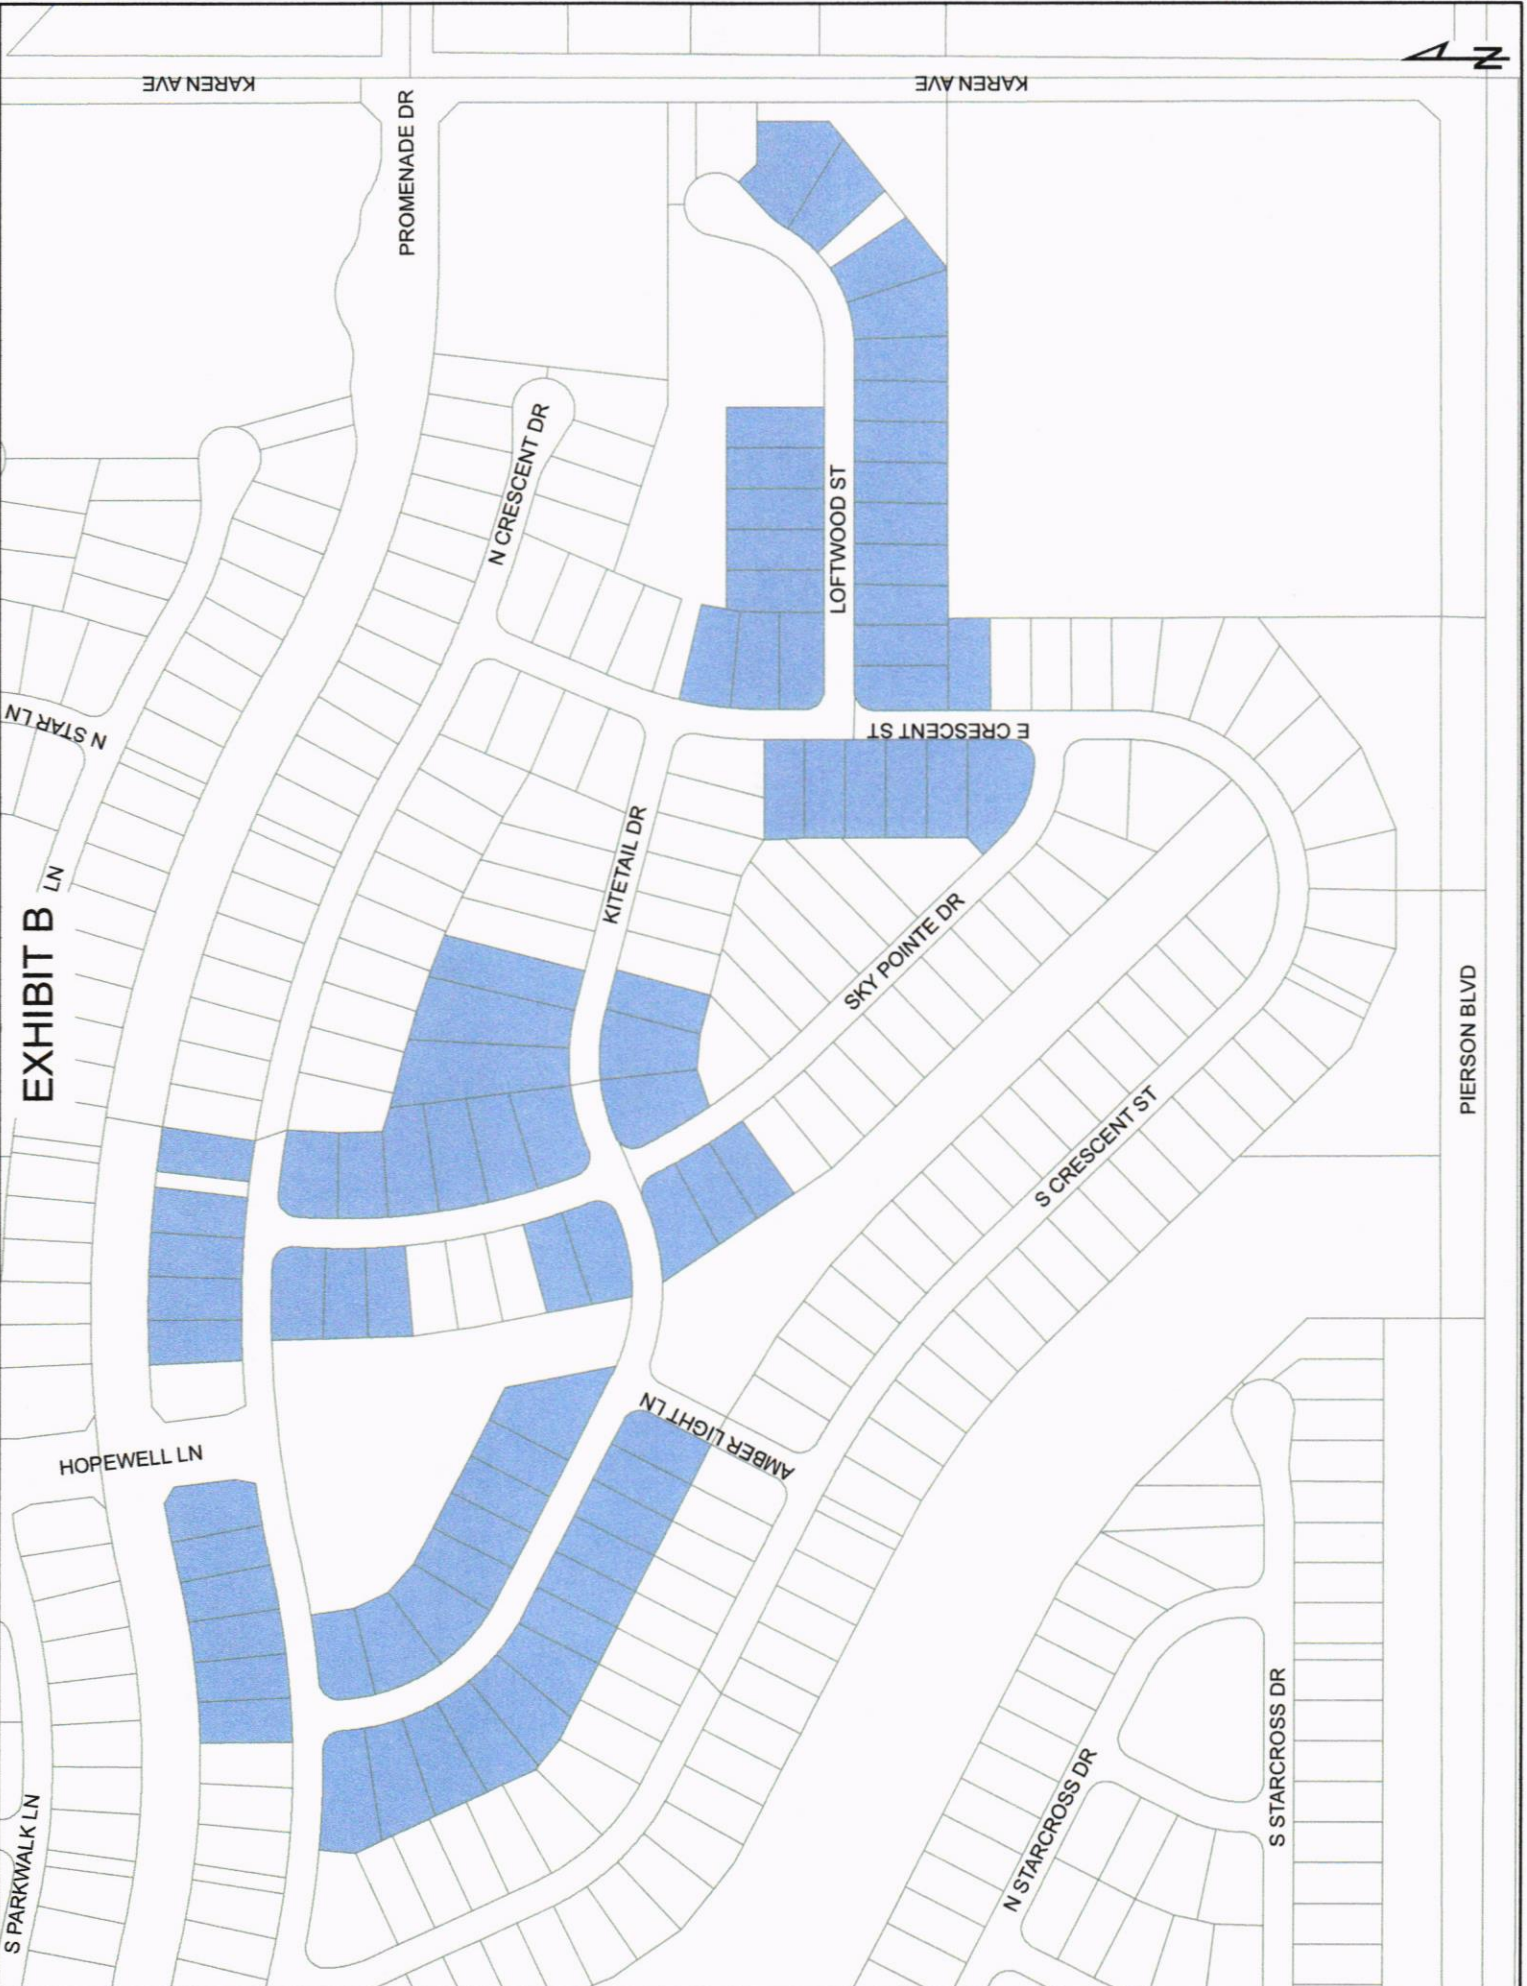 KAREN AVE
KAREN AVE
N
PROMENADE DR
N CRESCENT DR
LOFTWOOD ST
N STAR LN
E CRESCENT ST
KITETAIL DR
LN
EXHIBIT B
SKY POINTE DR
PIERSON BLVD
S CRESCENT ST
AMBER LIGHT LN
HOPEWELL LN
S STARCROSS DR
N STARCROSS DR
S PARKWALK LN